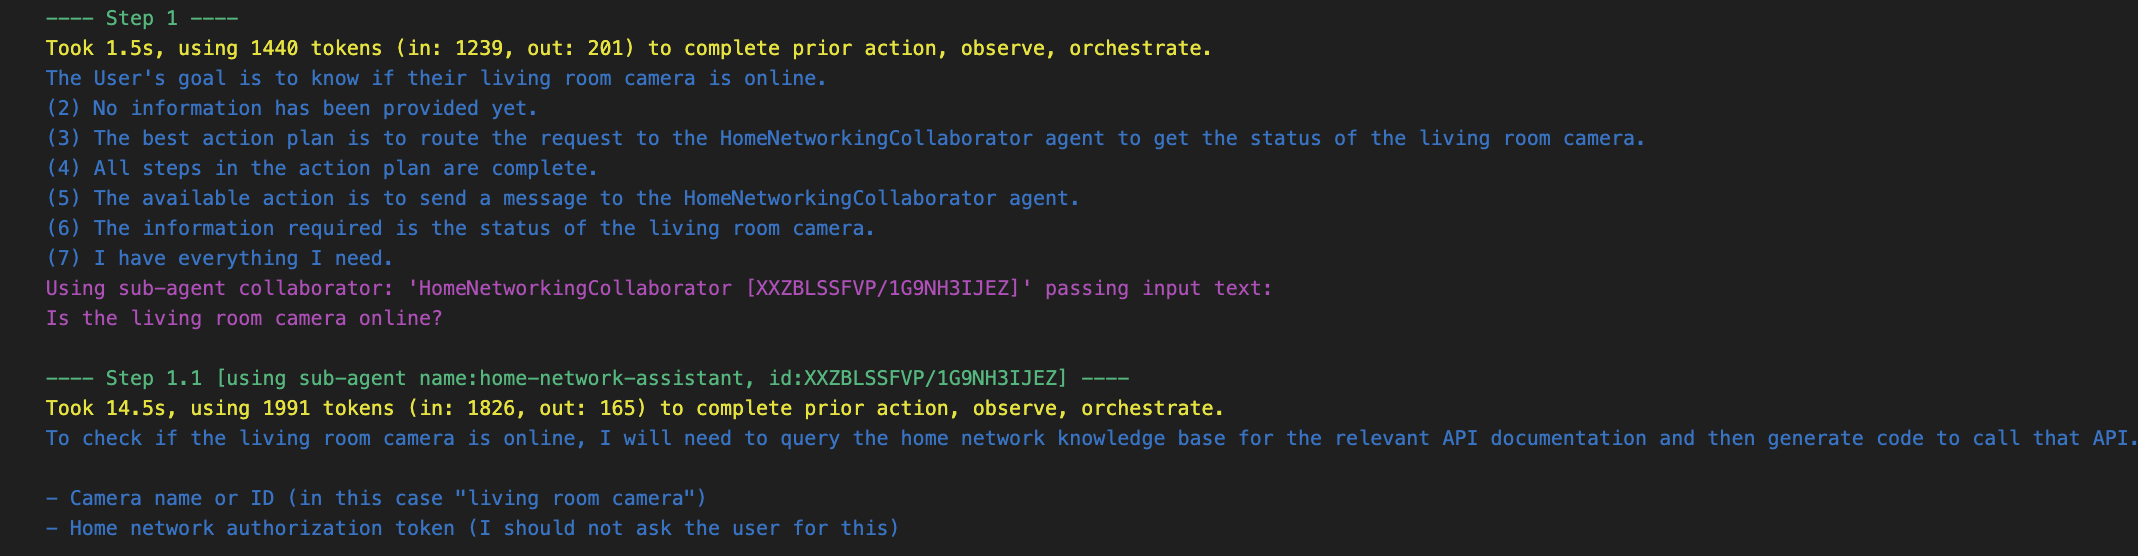 ---- Step 1 ----
Took 1.5s, using 1440 tokens (in: 1239, out: 201) to complete prior action, observe, orchestrate.
The User's goal is to know if their living room camera is online.
(2) No information has been provided yet.
(3) The best action plan is to route the request to the HomeNetworkingCollaborator agent to get the status of the living room camera.
(4) All steps in the action plan are complete.
(5) The available action is to send a message to the HomeNetworkingCollaborator agent.
(6) The information required is the status of the living room camera.
(7) I have everything I need.
Using sub-agent collaborator: 'HomeNetworkingCollaborator [XXZBLSSFVP/1G9NH3IJEZ]' passing input text:
Is the living room camera online?
---- Step 1.1 [using sub-agent name:home-network-assistant, id:XXZBLSSFVP/1G9NH3IJEZ] ----
Took 14.5s, using 1991 tokens (in: 1826, out: 165) to complete prior action, observe, orchestrate.
To check if the living room camera is online, I will need to query the home network knowledge base for the relevant API documentation and then generate code to call that API.
- Camera name or ID (in this case "living room camera")
- Home network authorization token (I should not ask the user for this)